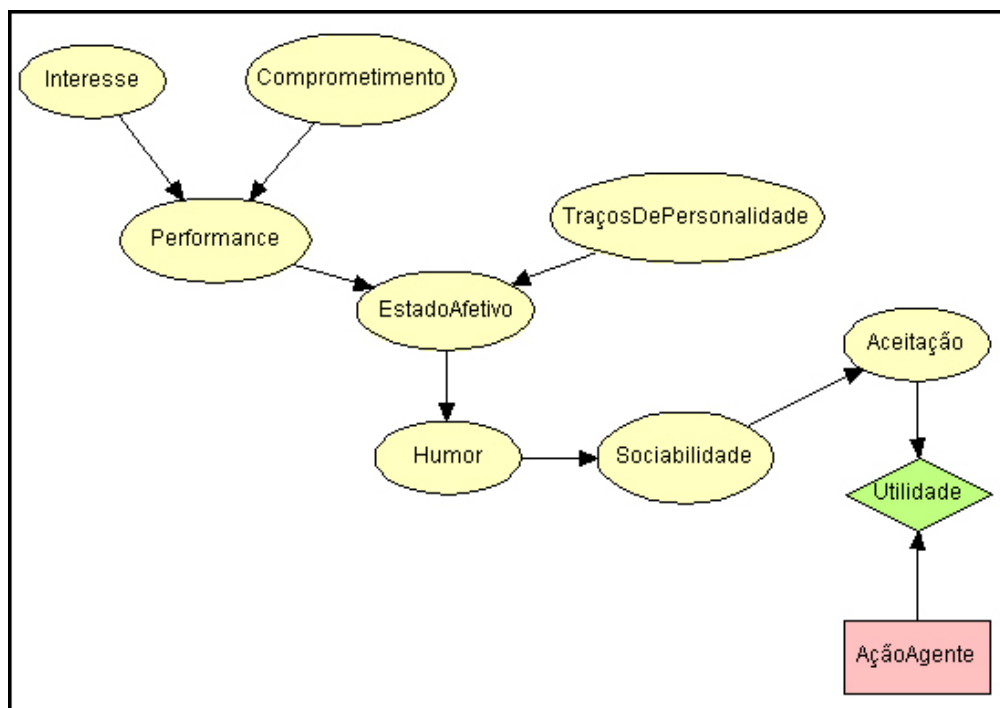 Interesse
Comprometimento
Performance
TraçosDePersonalidade
EstadoAfetivo
Aceitação
Humor
Sociabilidade
Utilidade
AçãoAgente